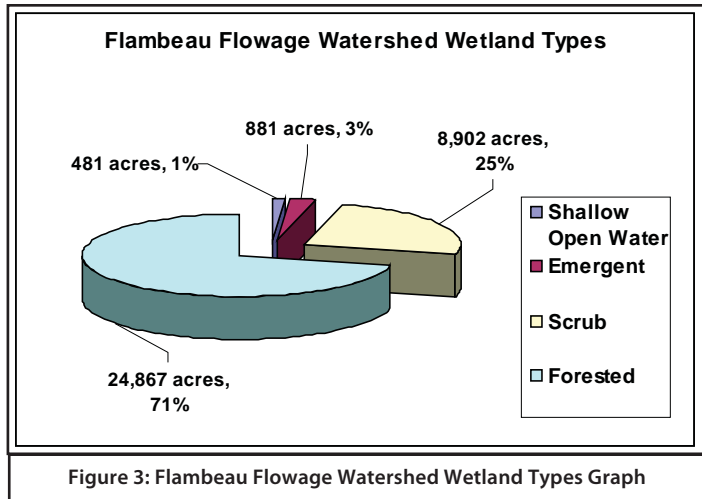 Flambeau Flowage Watershed Wetland Types
881 acres, 3%
8,902 acres,
25%
481 acres, 1%
Shallow
Open Water
Emergent
Scrub
Forested
24,867 acres,
71%
Figure 3: Flambeau Flowage Watershed Wetland Types Graph